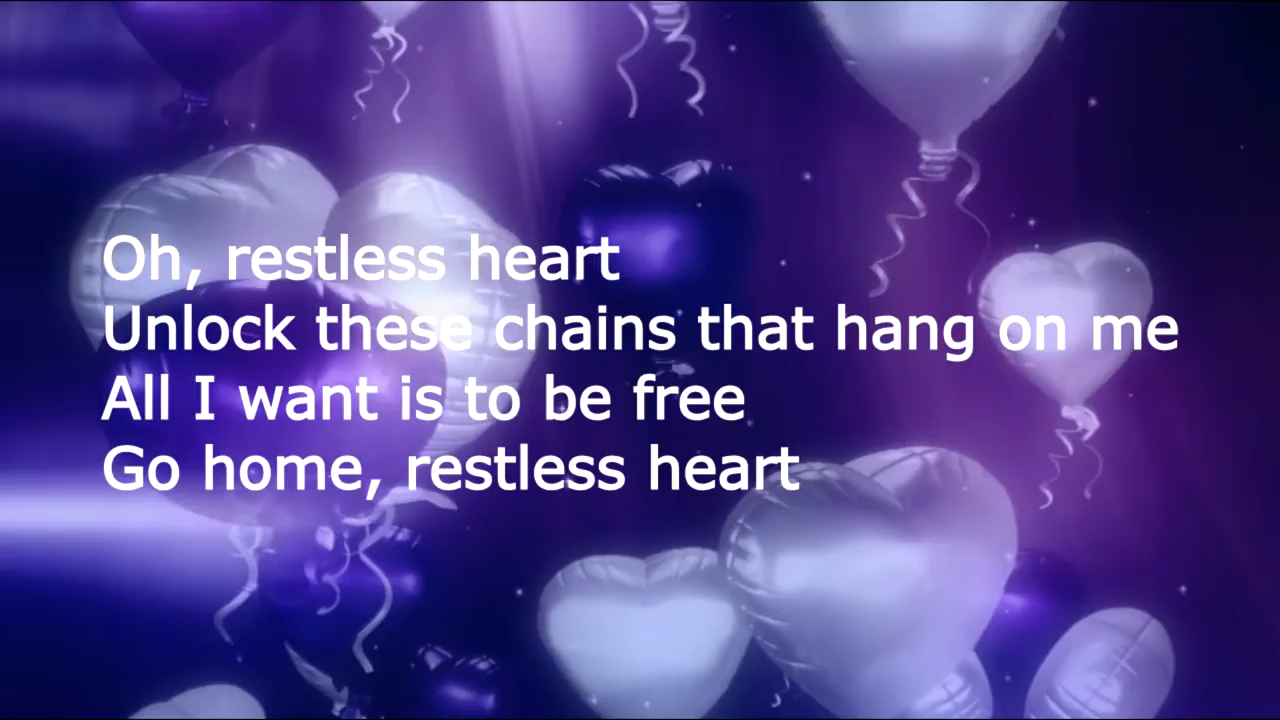 Oh, restless heart
Unlock these chains that hang on me
All I want is to be free
Go home, restless heart